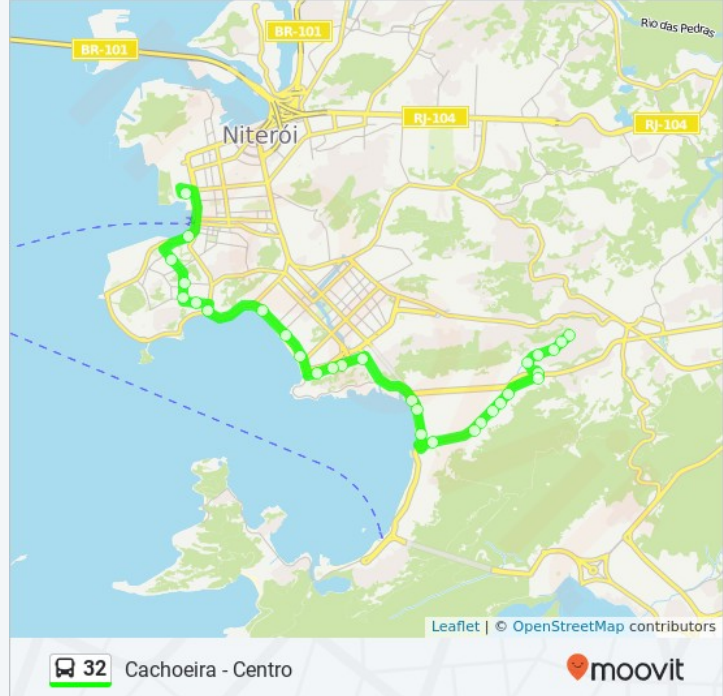 Rio das Pedras
BR-101
BR-101
RJ-104
RJ-104
Niterói
Leaflet | © OpenStreetMap contributors
32 Cachoeira - Centro
moovit